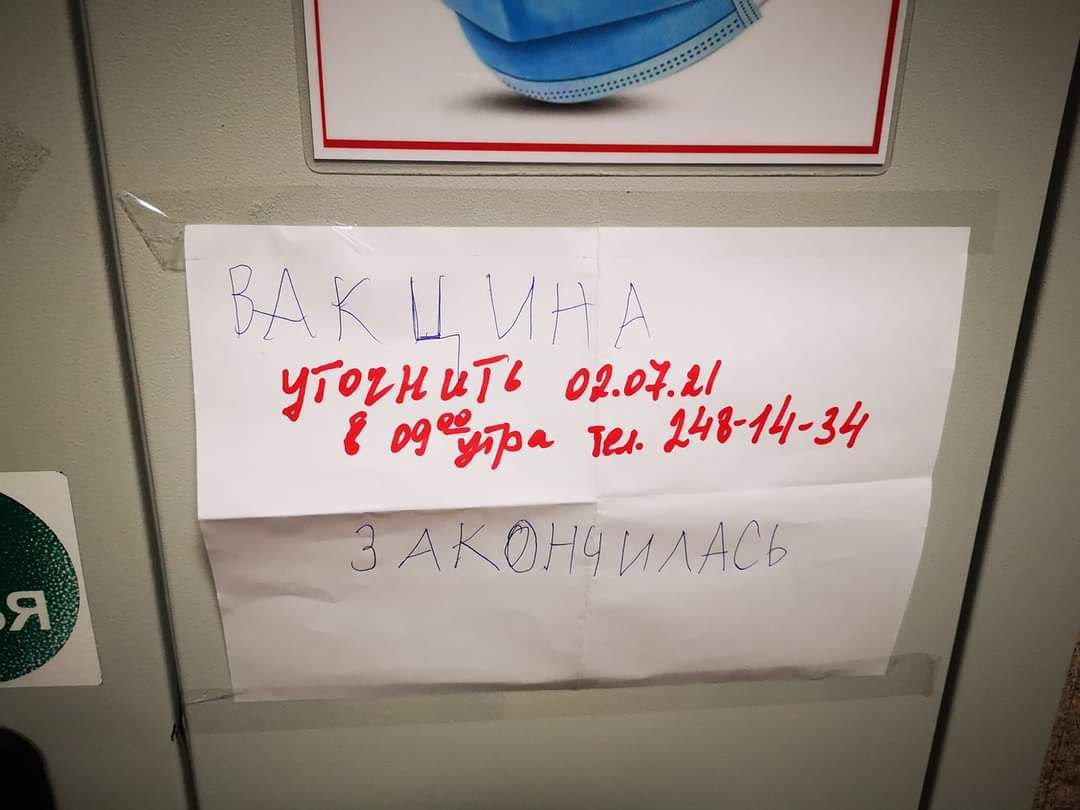 ВАКЦИНА
уточнить 02.07.21
в 09⁰⁰ утра тел. 248-14-34
ЗАКОНЧИЛАСЬ
Я